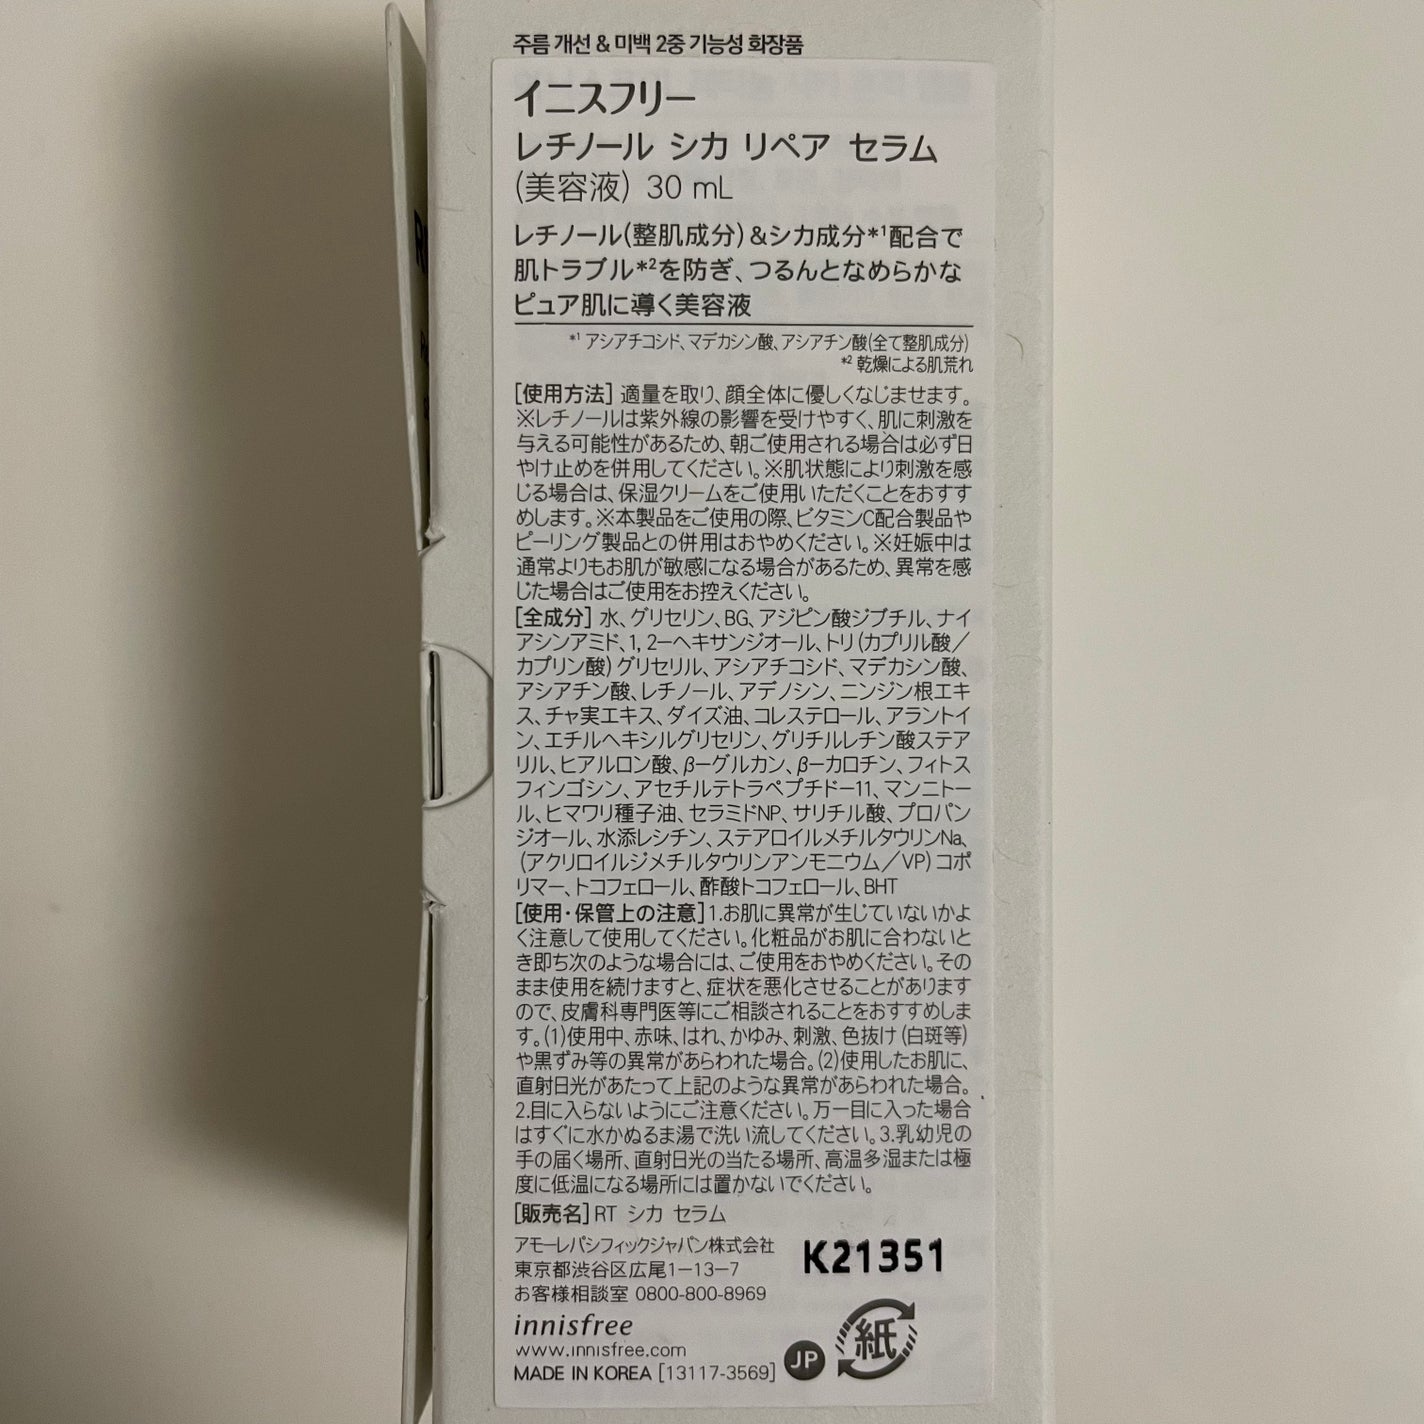 주름 개선 & 미백 2중 기능성 화장품
イニスフリー
レチノール シカ リペア セラム
(美容液) 30 mL
レチノール(整肌成分)&シカ成分*1配合で
肌トラブル*2を防ぎ、つるんとなめらかな
ピュア肌に導く美容液
*1 アシアチコシド、マデカシン酸、アシアチン酸(全て整肌成分)
*2 乾燥による肌荒れ
[使用方法] 適量を取り、顔全体に優しくなじませます。
※レチノールは紫外線の影響を受けやすく、肌に刺激を
与える可能性があるため、朝ご使用される場合は必ず日
やけ止めを併用してください。※肌状態により刺激を感
じる場合は、保湿クリームをご使用いただくことをおすす
めします。※本製品をご使用の際、ビタミンC配合製品や
ピーリング製品との併用はおやめください。※妊娠中は
通常よりもお肌が敏感になる場合があるため、異常を感
じた場合はご使用をお控えください。
[全成分] 水、グリセリン、BG、アジピン酸ジブチル、ナイ
アシンアミド、1, 2ーヘキサンジオール、トリ(カプリル酸/
カプリン酸)グリセリル、アシアチコシド、マデカシン酸、
アシアチン酸、レチノール、アデノシン、ニンジン根エキ
ス、チャ実エキス、ダイズ油、コレステロール、アラントイ
ン、エチルヘキシルグリセリン、グリチルレチン酸ステア
リル、ヒアルロン酸、βーグルカン、βーカロチン、フィトス
フィンゴシン、アセチルテトラペプチドー11、マンニトー
ル、ヒマワリ種子油、セラミドNP、サリチル酸、プロパン
ジオール、水添レシチン、ステアロイルメチルタウリンNa、
(アクリロイルジメチルタウリンアンモニウム/VP)コポ
リマー、トコフェロール、酢酸トコフェロール、BHT
[使用・保管上の注意]1.お肌に異常が生じていないかよ
く注意して使用してください。化粧品がお肌に合わないと
き即ち次のような場合には、ご使用をおやめください。その
まま使用を続けますと、症状を悪化させることがあります
ので、皮膚科専門医等にご相談されることをおすすめしま
す。(1)使用中、赤味、はれ、かゆみ、刺激、色抜け(白斑等)
や黒ずみ等の異常があらわれた場合。(2)使用したお肌に、
直射日光があたって上記のような異常があらわれた場合。
2.目に入らないようにご注意ください。万一目に入った場合
はすぐに水かぬるま湯で洗い流してください。3.乳幼児の
手の届く場所、直射日光の当たる場所、高温多湿または極
度に低温になる場所には置かないでください。
[販売名]RT シカ セラム
アモーレパシフィックジャパン株式会社
東京都渋谷区広尾1ー13ー7
お客様相談室 0800-800-8969
K21351
innisfree
www.innisfree.com
MADE IN KOREA [13117-3569]
JP
紙